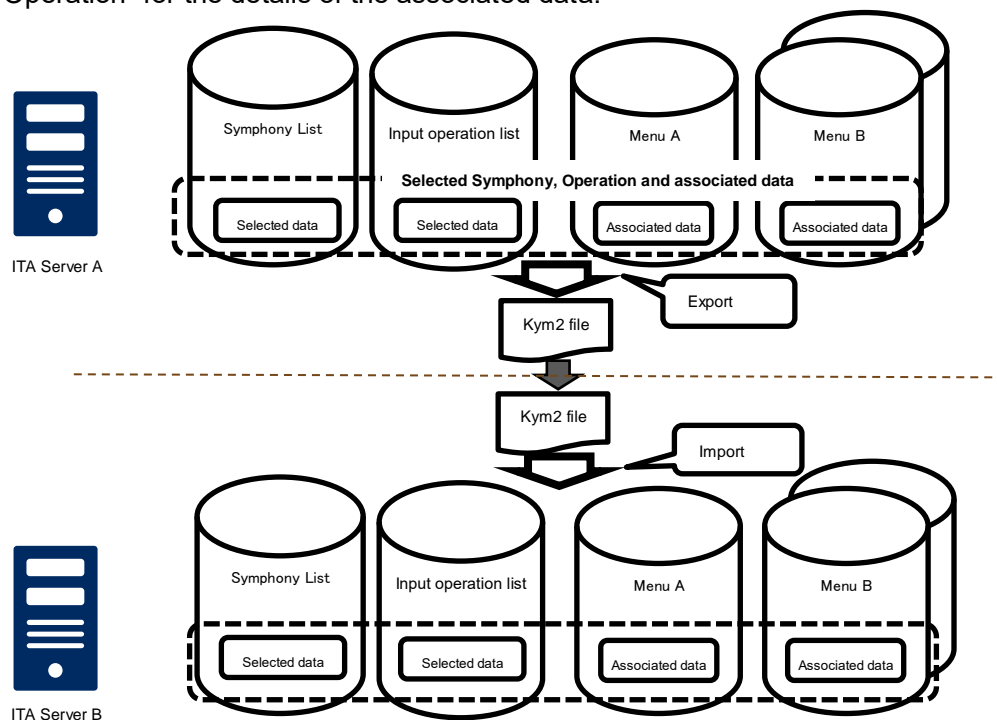 Operation" for the details of the associated data.
Symphony List
Input operation list
Menu A
Menu B
Selected Symphony, Operation and associated data
Selected data
Selected data
Associated data
Associated data
ITA Server A
Export
Kym2 file
Kym2 file
Import
Symphony List
Input operation list
Menu A
Menu B
Selected data
Selected data
Associated data
Associated data
ITA Server B